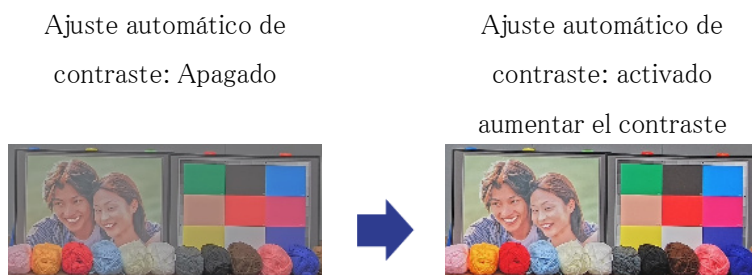 Ajuste automático de
contraste: Apagado
Ajuste automático de
contraste: activado
aumentar el contraste